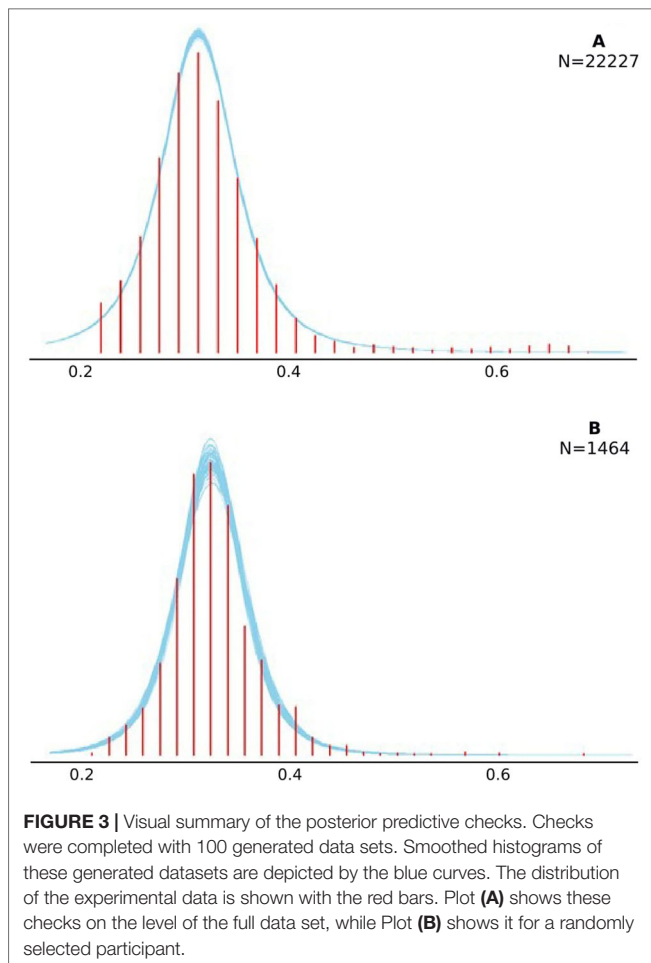 A
N=22227
0.2 0.4 0.6
B
N=1464
0.2 0.4 0.6
FIGURE 3 | Visual summary of the posterior predictive checks. Checks
were completed with 100 generated data sets. Smoothed histograms of
these generated datasets are depicted by the blue curves. The distribution
of the experimental data is shown with the red bars. Plot (A) shows these
checks on the level of the full data set, while Plot (B) shows it for a randomly
selected participant.